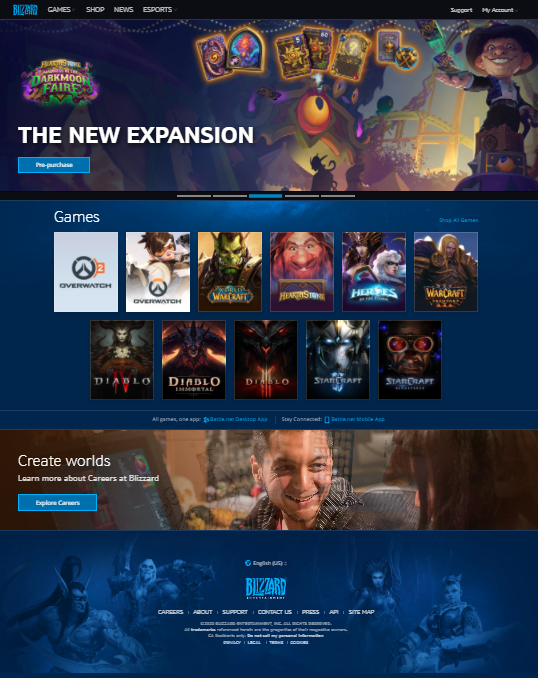 BLIZZARD GAMES SHOP NEWS ESPORTS Support My Account
HEARTHSTONE
MADNESS AT THE
DARKMOON
FAIRE
THE NEW EXPANSION
Pre-purchase
Games
Shop All Games
OVERWATCH 2
OVERWATCH
WORLD OF WARCRAFT
HEARTHSTONE
HEROES OF THE STORM
WARCRAFT III REFORGED
DIABLO IV
DIABLO IMMORTAL
DIABLO III
STARCRAFT II
STARCRAFT REMASTERED
All games, one app: Battle.net Desktop App Stay Connected: Battle.net Mobile App
Create worlds
Learn more about Careers at Blizzard
Explore Careers
English (US)
BLIZZARD
ENTERTAINMENT
CAREERS | ABOUT | SUPPORT | CONTACT US | PRESS | API | SITE MAP
©2020 BLIZZARD ENTERTAINMENT, INC. ALL RIGHTS RESERVED.
All trademarks referenced herein are the properties of their respective owners.
CA Residents only: Do not sell my personal information
PRIVACY | LEGAL | TERMS | COOKIES